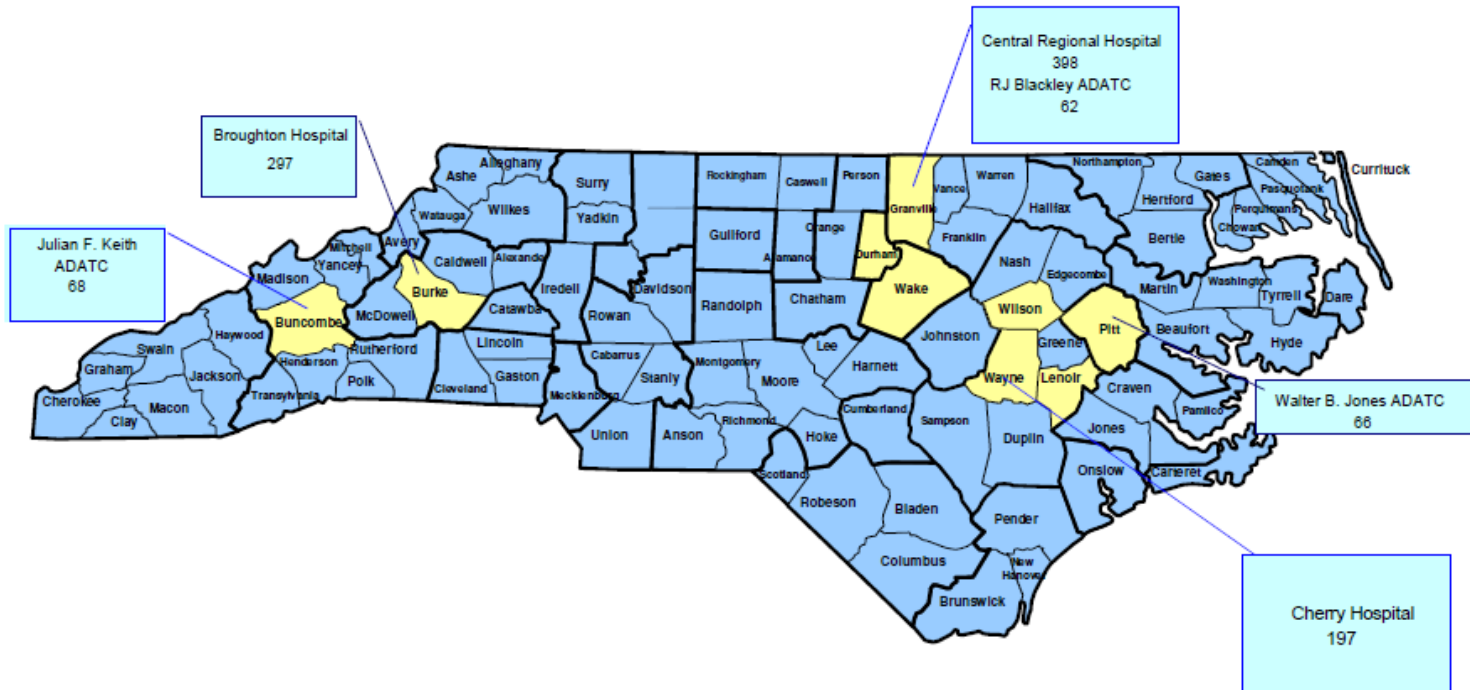 Central Regional Hospital
398
RJ Blackley ADATC
62
Broughton Hospital
297
Julian F. Keith
ADATC
68
Walter B. Jones ADATC
66
Cherry Hospital
197
Alleghany
Ashe
Surry
Rockingham
Caswell
Person
Granville
Vance
Warren
Northampton
Gates
Camden
Currituck
Pasquotank
Perquimans
Chowan
Hertford
Halifax
Bertie
Watauga
Wilkes
Yadkin
Guilford
Alamance
Orange
Durham
Franklin
Nash
Edgecombe
Martin
Washington
Tyrrell
Dare
Mitchell
Avery
Yancey
Madison
Caldwell
Alexande
Iredell
Davidson
Randolph
Chatham
Wake
Wilson
Pitt
Beaufort
Hyde
Buncombe
McDowell
Burke
Catawba
Rowan
Johnston
Greene
Haywood
Swain
Graham
Jackson
Cherokee
Macon
Clay
Henderson
Rutherford
Polk
Transylvania
Lincoln
Cleveland
Gaston
Cabarrus
Stanly
Mecklenburg
Montgomery
Moore
Lee
Harnett
Wayne
Lenoir
Craven
Pamlico
Jones
Carteret
Onslow
Union
Anson
Richmond
Hoke
Cumberland
Sampson
Duplin
Scotland
Robeson
Bladen
Pender
Columbus
New
Hanover
Brunswick